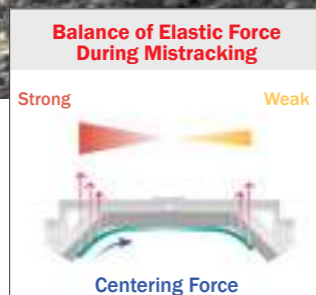 Balance of Elastic Force
During Mistracking
Strong Weak
Centering Force